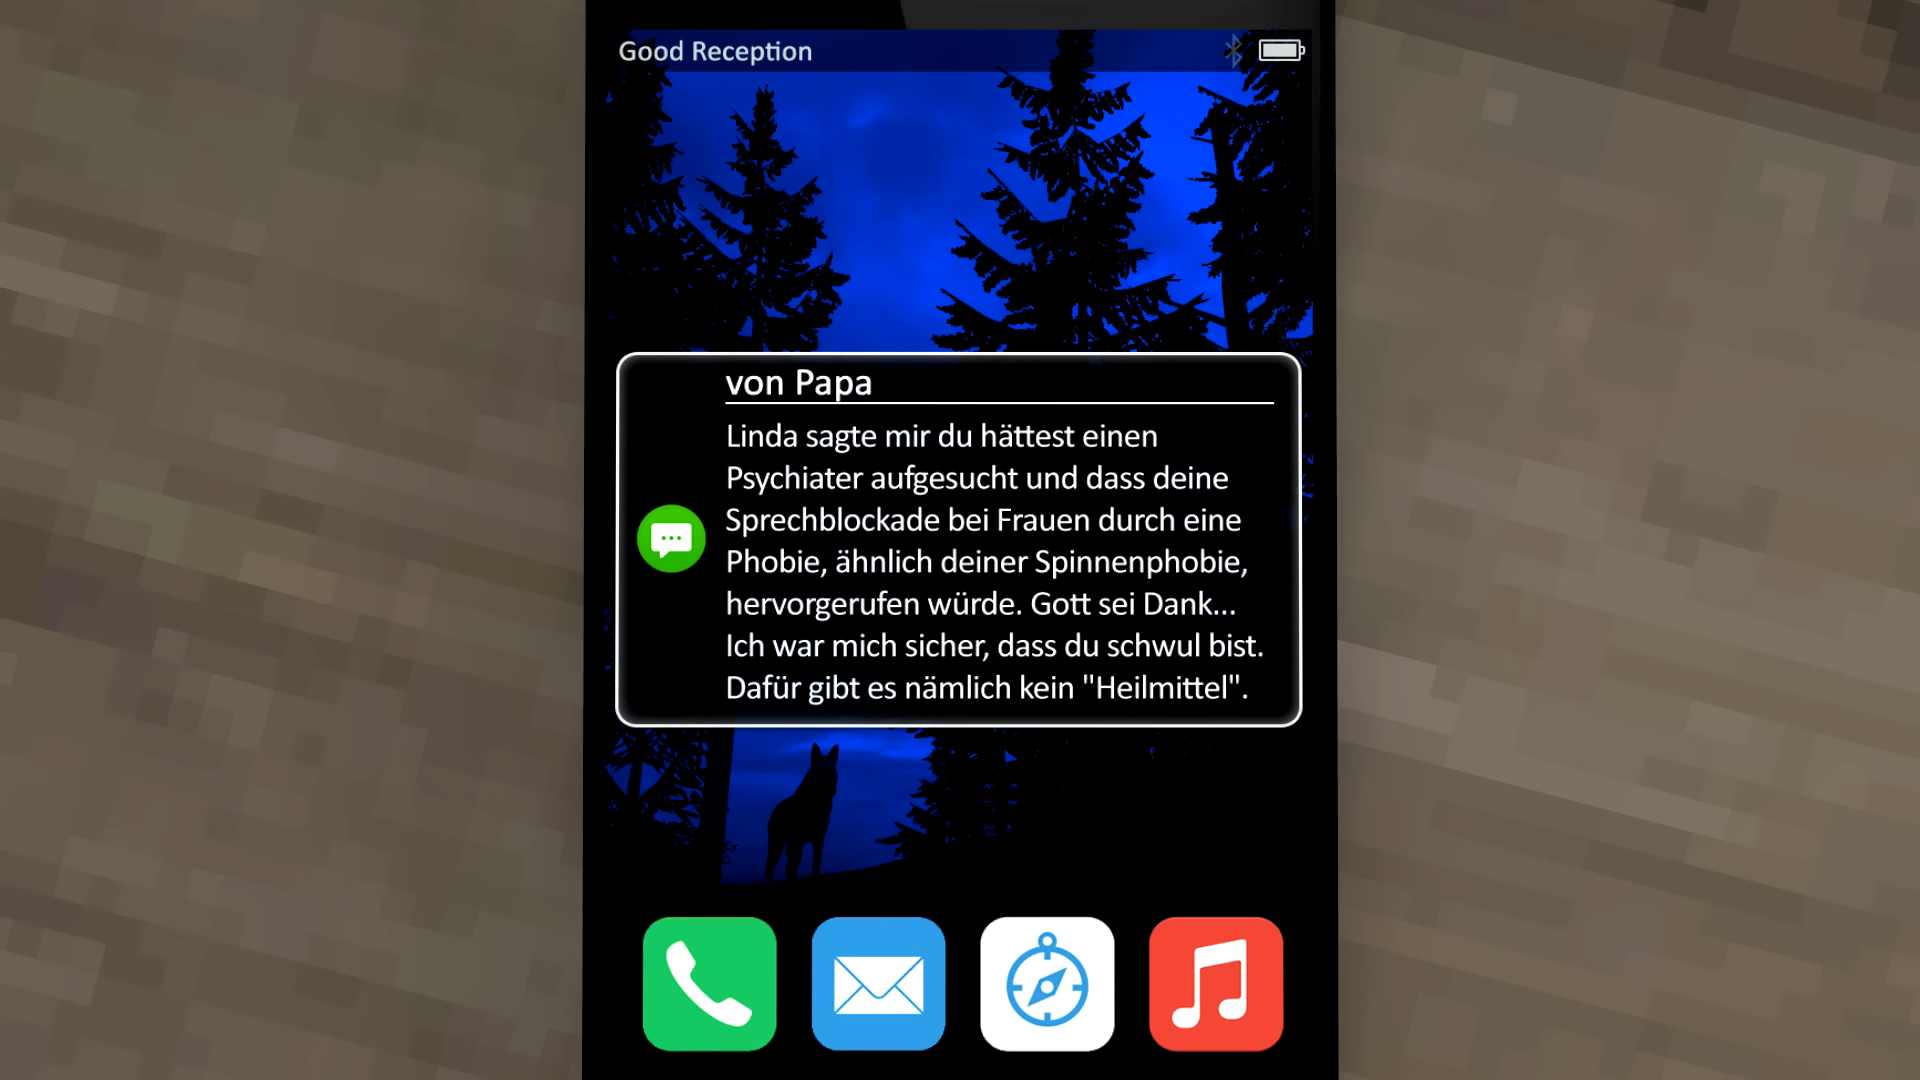 Good Reception
von Papa
Linda sagte mir du hättest einen
Psychiater aufgesucht und dass deine
Sprechblockade bei Frauen durch eine
Phobie, ähnlich deiner Spinnenphobie,
hervorgerufen würde. Gott sei Dank...
Ich war mich sicher, dass du schwul bist.
Dafür gibt es nämlich kein "Heilmittel".